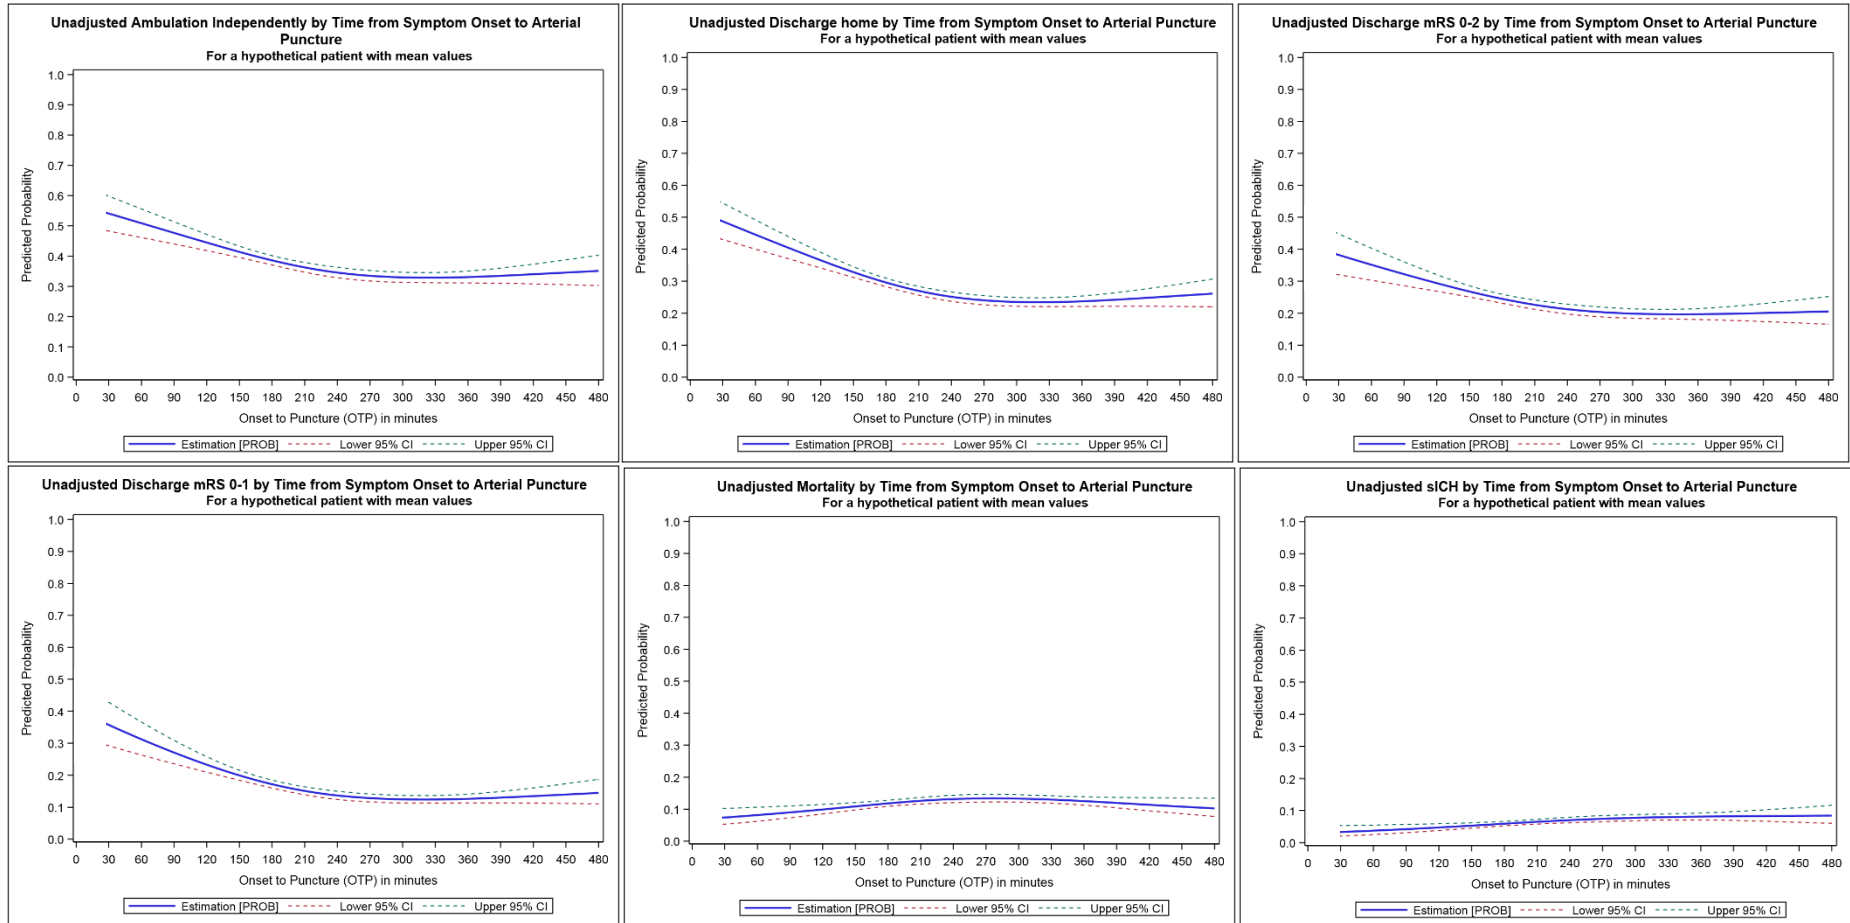 Unadjusted Ambulation Independently by Time from Symptom Onset to Arterial
Puncture
For a hypothetical patient with mean values
1.0
0.9
0.8
0.7
0.6
0.5
0.4
0.3
0.2
0.1
0.0
Predicted Probability
0 30 60 90 120 150 180 210 240 270 300 330 360 390 420 450 480
Onset to Puncture (OTP) in minutes
Estimation [PROB] Lower 95% CI Upper 95% CI
Unadjusted Discharge home by Time from Symptom Onset to Arterial Puncture
For a hypothetical patient with mean values
1.0
0.9
0.8
0.7
0.6
0.5
0.4
0.3
0.2
0.1
0.0
Predicted Probability
0 30 60 90 120 150 180 210 240 270 300 330 360 390 420 450 480
Onset to Puncture (OTP) in minutes
Estimation [PROB] Lower 95% CI Upper 95% CI
Unadjusted Discharge mRS 0-2 by Time from Symptom Onset to Arterial Puncture
For a hypothetical patient with mean values
1.0
0.9
0.8
0.7
0.6
0.5
0.4
0.3
0.2
0.1
0.0
Predicted Probability
0 30 60 90 120 150 180 210 240 270 300 330 360 390 420 450 480
Onset to Puncture (OTP) in minutes
Estimation [PROB] Lower 95% CI Upper 95% CI
Unadjusted Discharge mRS 0-1 by Time from Symptom Onset to Arterial Puncture
For a hypothetical patient with mean values
1.0
0.9
0.8
0.7
0.6
0.5
0.4
0.3
0.2
0.1
0.0
Predicted Probability
0 30 60 90 120 150 180 210 240 270 300 330 360 390 420 450 480
Onset to Puncture (OTP) in minutes
Estimation [PROB] Lower 95% CI Upper 95% CI
Unadjusted Mortality by Time from Symptom Onset to Arterial Puncture
For a hypothetical patient with mean values
1.0
0.9
0.8
0.7
0.6
0.5
0.4
0.3
0.2
0.1
0.0
Predicted Probability
0 30 60 90 120 150 180 210 240 270 300 330 360 390 420 450 480
Onset to Puncture (OTP) in minutes
Estimation [PROB] Lower 95% CI Upper 95% CI
Unadjusted sICH by Time from Symptom Onset to Arterial Puncture
For a hypothetical patient with mean values
1.0
0.9
0.8
0.7
0.6
0.5
0.4
0.3
0.2
0.1
0.0
Predicted Probability
0 30 60 90 120 150 180 210 240 270 300 330 360 390 420 450 480
Onset to Puncture (OTP) in minutes
Estimation [PROB] Lower 95% CI Upper 95% CI